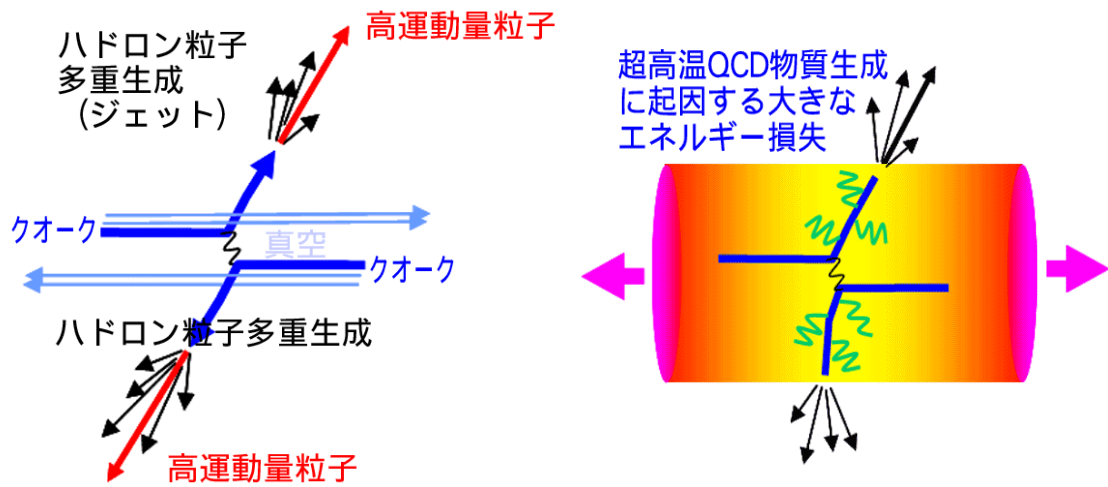 高運動量粒子
ハドロン粒子
多重生成
（ジェット）
クオーク
真空
クオーク
ハドロン粒子多重生成
高運動量粒子
超高温QCD物質生成
に起因する大きな
エネルギー損失